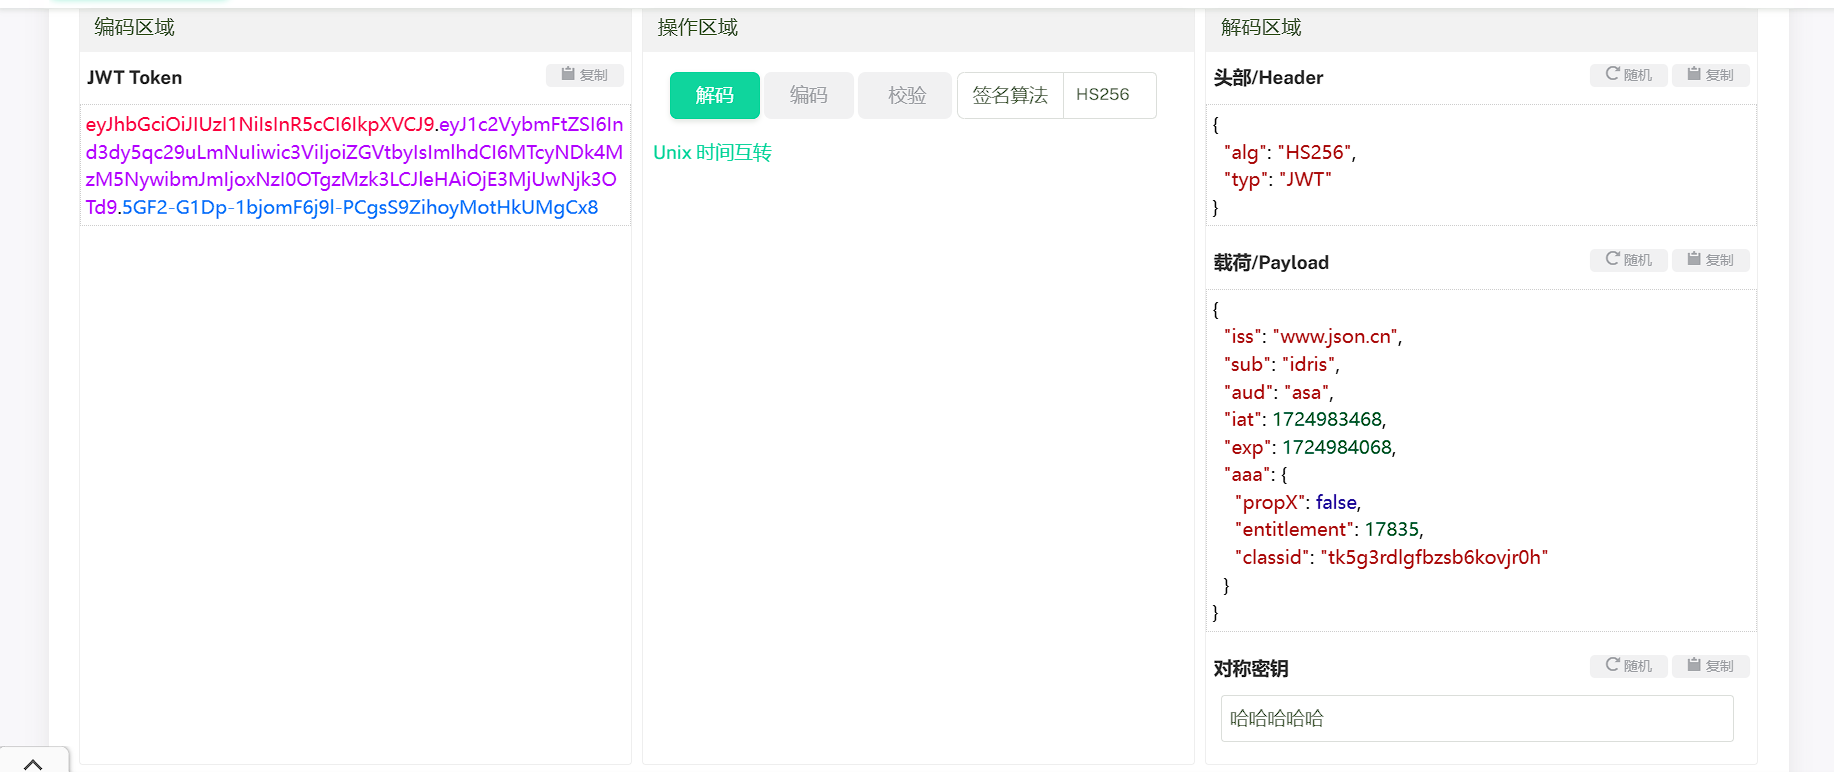 编码区域
JWT Token
复制
eyJhbGciOiJIUzI1NiIsInR5cCI6IkpXVCJ9.eyJ1c2VybmFtZSI6In
d3dy5qc29uLmNuIiwic3ViIjoiZGVtbyIsImlhdCI6MTcyNDk4M
zM5NywibmJmIjoxNzI0OTgzMzk3LCJleHAiOjE3MjUwNjk3O
Td9.5GF2-G1Dp-1bjomF6j9l-PCgsS9ZihoyMotHkUMgCx8
操作区域
解码
编码
校验
签名算法
HS256
Unix 时间互转
解码区域
头部/Header
随机
复制
{
"alg": "HS256",
"typ": "JWT"
}
载荷/Payload
随机
复制
{
"iss": "www.json.cn",
"sub": "idris",
"aud": "asa",
"iat": 1724983468,
"exp": 1724984068,
"aaa": {
"propX": false,
"entitlement": 17835,
"classid": "tk5g3rdlgfbzsb6kovjr0h"
}
}
对称密钥
随机
复制
哈哈哈哈哈